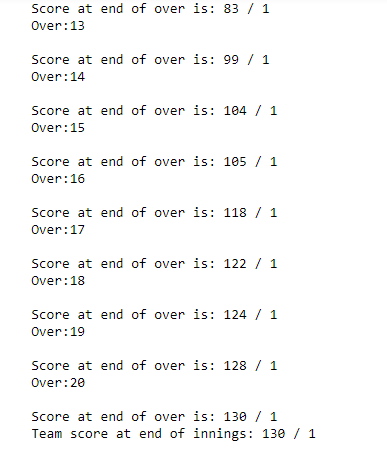 Score at end of over is: 83 / 1
Over:13
Score at end of over is: 99 / 1
Over:14
Score at end of over is: 104 / 1
Over:15
Score at end of over is: 105 / 1
Over:16
Score at end of over is: 118 / 1
Over:17
Score at end of over is: 122 / 1
Over:18
Score at end of over is: 124 / 1
Over:19
Score at end of over is: 128 / 1
Over:20
Score at end of over is: 130 / 1
Team score at end of innings: 130 / 1